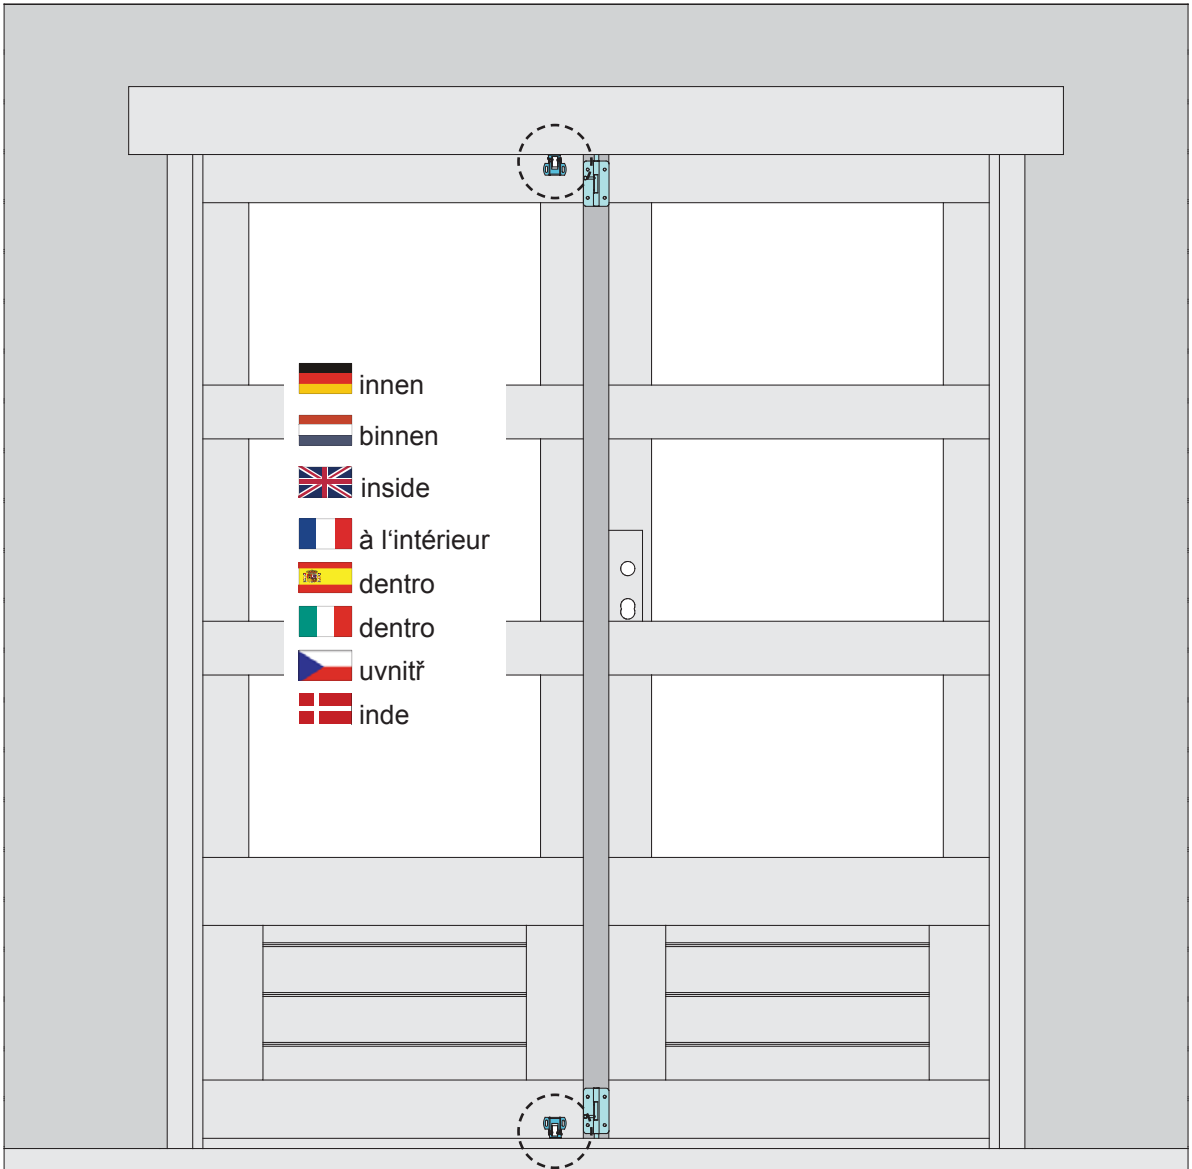 innen
binnen
inside
à l‘intérieur
dentro
dentro
uvnitř
inde